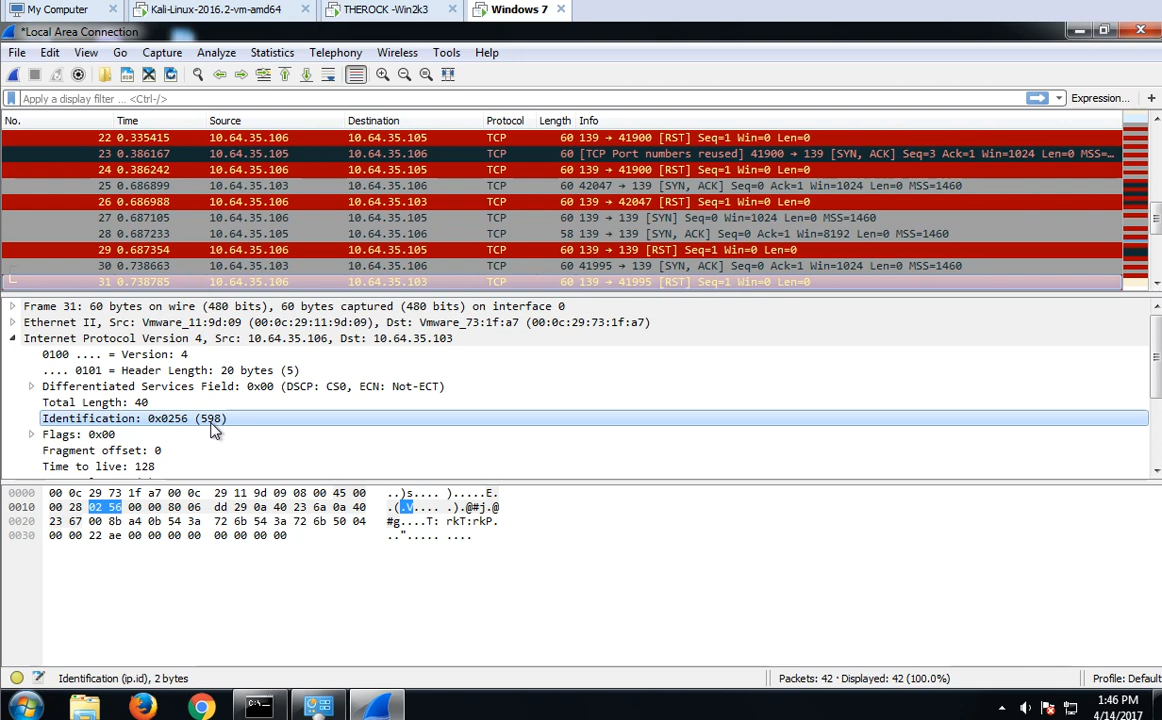 My Computer × Kali-Linux-2016.2-vm-amd64 × THEROCK -Win2k3 × Windows 7 ×
*Local Area Connection
File Edit View Go Capture Analyze Statistics Telephony Wireless Tools Help
Apply a display filter ... <Ctrl-/> Expression... +
No. Time Source Destination Protocol Length Info
22 0.335415 10.64.35.106 10.64.35.105 TCP 60 139 → 41900 [RST] Seq=1 Win=0 Len=0
23 0.386167 10.64.35.105 10.64.35.106 TCP 60 [TCP Port numbers reused] 41900 → 139 [SYN, ACK] Seq=3 Ack=1 Win=1024 Len=0 MSS=...
24 0.386242 10.64.35.106 10.64.35.105 TCP 60 139 → 41900 [RST] Seq=1 Win=0 Len=0
25 0.686899 10.64.35.103 10.64.35.106 TCP 60 42047 → 139 [SYN, ACK] Seq=0 Ack=1 Win=1024 Len=0 MSS=1460
26 0.686988 10.64.35.106 10.64.35.103 TCP 60 139 → 42047 [RST] Seq=1 Win=0 Len=0
27 0.687105 10.64.35.103 10.64.35.106 TCP 60 139 → 139 [SYN] Seq=0 Win=1024 Len=0 MSS=1460
28 0.687233 10.64.35.106 10.64.35.103 TCP 58 139 → 139 [SYN, ACK] Seq=0 Ack=1 Win=8192 Len=0 MSS=1460
29 0.687354 10.64.35.103 10.64.35.106 TCP 60 139 → 139 [RST] Seq=1 Win=0 Len=0
30 0.738663 10.64.35.103 10.64.35.106 TCP 60 41995 → 139 [SYN, ACK] Seq=0 Ack=1 Win=1024 Len=0 MSS=1460
31 0.738785 10.64.35.106 10.64.35.103 TCP 60 139 → 41995 [RST] Seq=1 Win=0 Len=0
Frame 31: 60 bytes on wire (480 bits), 60 bytes captured (480 bits) on interface 0
Ethernet II, Src: Vmware_11:9d:09 (00:0c:29:11:9d:09), Dst: Vmware_73:1f:a7 (00:0c:29:73:1f:a7)
Internet Protocol Version 4, Src: 10.64.35.106, Dst: 10.64.35.103
0100 .... = Version: 4
.... 0101 = Header Length: 20 bytes (5)
Differentiated Services Field: 0x00 (DSCP: CS0, ECN: Not-ECT)
Total Length: 40
Identification: 0x0256 (598)
Flags: 0x00
Fragment offset: 0
Time to live: 128
0000 00 0c 29 73 1f a7 00 0c 29 11 9d 09 08 00 45 00 ..)s.... ).....E.
0010 00 28 02 56 00 00 80 06 dd 29 0a 40 23 6a 0a 40 .(.V.... .).@#j.@
0020 23 67 00 8b a4 0b 54 3a 72 6b 54 3a 72 6b 50 04 #g....T: rkT:rkP.
0030 00 00 22 ae 00 00 00 00 00 00 00 00 ..".... ....
Identification (ip.id), 2 bytes Packets: 42 · Displayed: 42 (100.0%) Profile: Default
C:\. 1:46 PM
4/14/2017